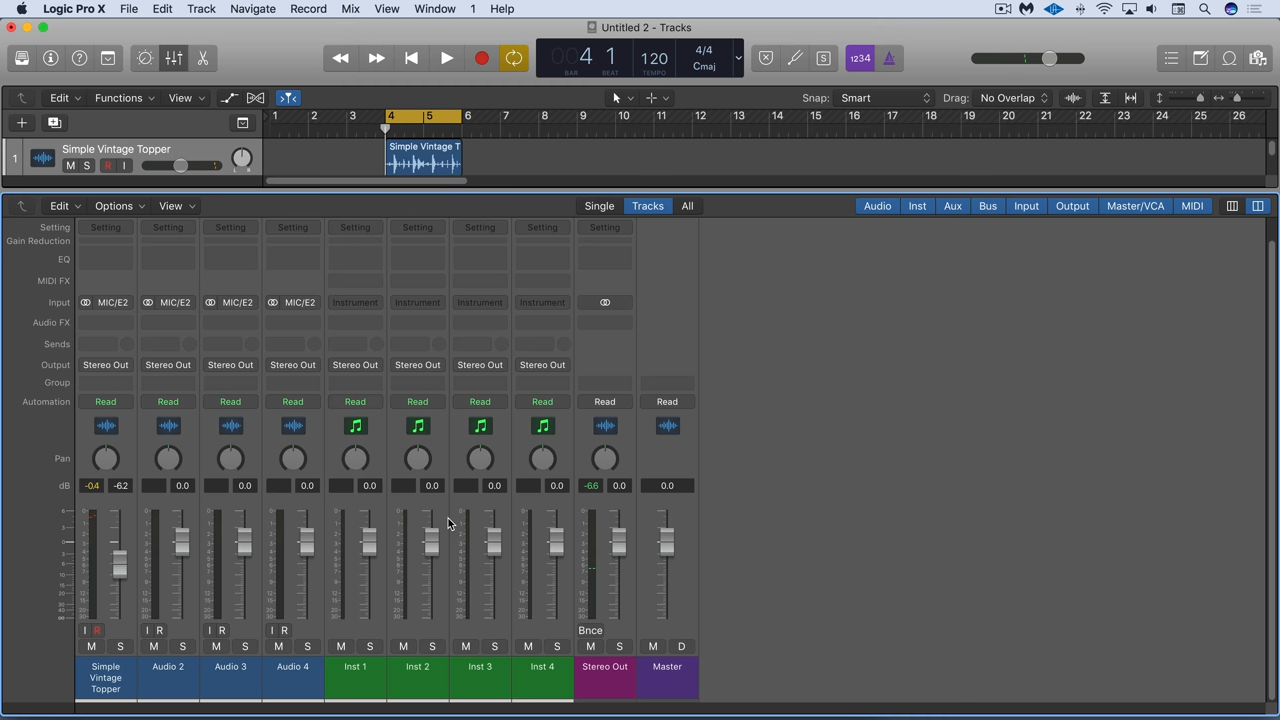 Logic Pro X File Edit Track Navigate Record Mix View Window 1 Help
Untitled 2 - Tracks
004 1 120 4/4
BAR BEAT TEMPO Cmaj
S 1234
Edit Functions View Snap: Smart Drag: No Overlap
1 2 3 4 5 6 7 8 9 10 11 12 13 14 15 16 17 18 19 20 21 22 23 24 25 26
Simple Vintage Topper Simple Vintage T
1 M S R I L R
Edit Options View Single Tracks All Audio Inst Aux Bus Input Output Master/VCA MIDI
Setting Setting Setting Setting Setting Setting Setting Setting Setting Setting
Gain Reduction
EQ
MIDI FX
Input MIC/E2 MIC/E2 MIC/E2 MIC/E2 Instrument Instrument Instrument Instrument
Audio FX
Sends
Output Stereo Out Stereo Out Stereo Out Stereo Out Stereo Out Stereo Out Stereo Out Stereo Out
Group
Automation Read Read Read Read Read Read Read Read Read Read
Pan
dB -0.4 -6.2 0.0 0.0 0.0 0.0 0.0 0.0 0.0 -6.6 0.0 0.0
I R I R I R I R Bnce
M S M S M S M S M S M S M S M S M S M D
Simple Vintage Topper Audio 2 Audio 3 Audio 4 Inst 1 Inst 2 Inst 3 Inst 4 Stereo Out Master